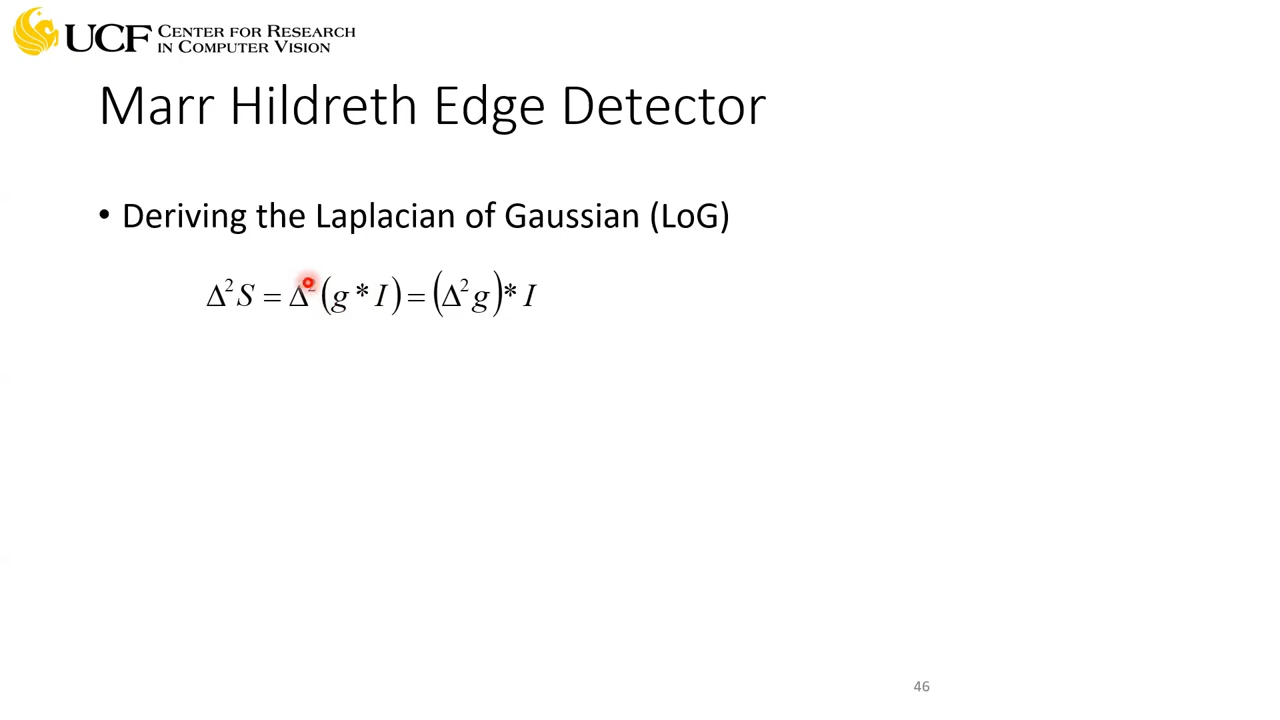 UCF CENTER FOR RESEARCH
IN COMPUTER VISION
Marr Hildreth Edge Detector
• Deriving the Laplacian of Gaussian (LoG)
Δ²S = Δ²(g * I) = (Δ²g) * I
46